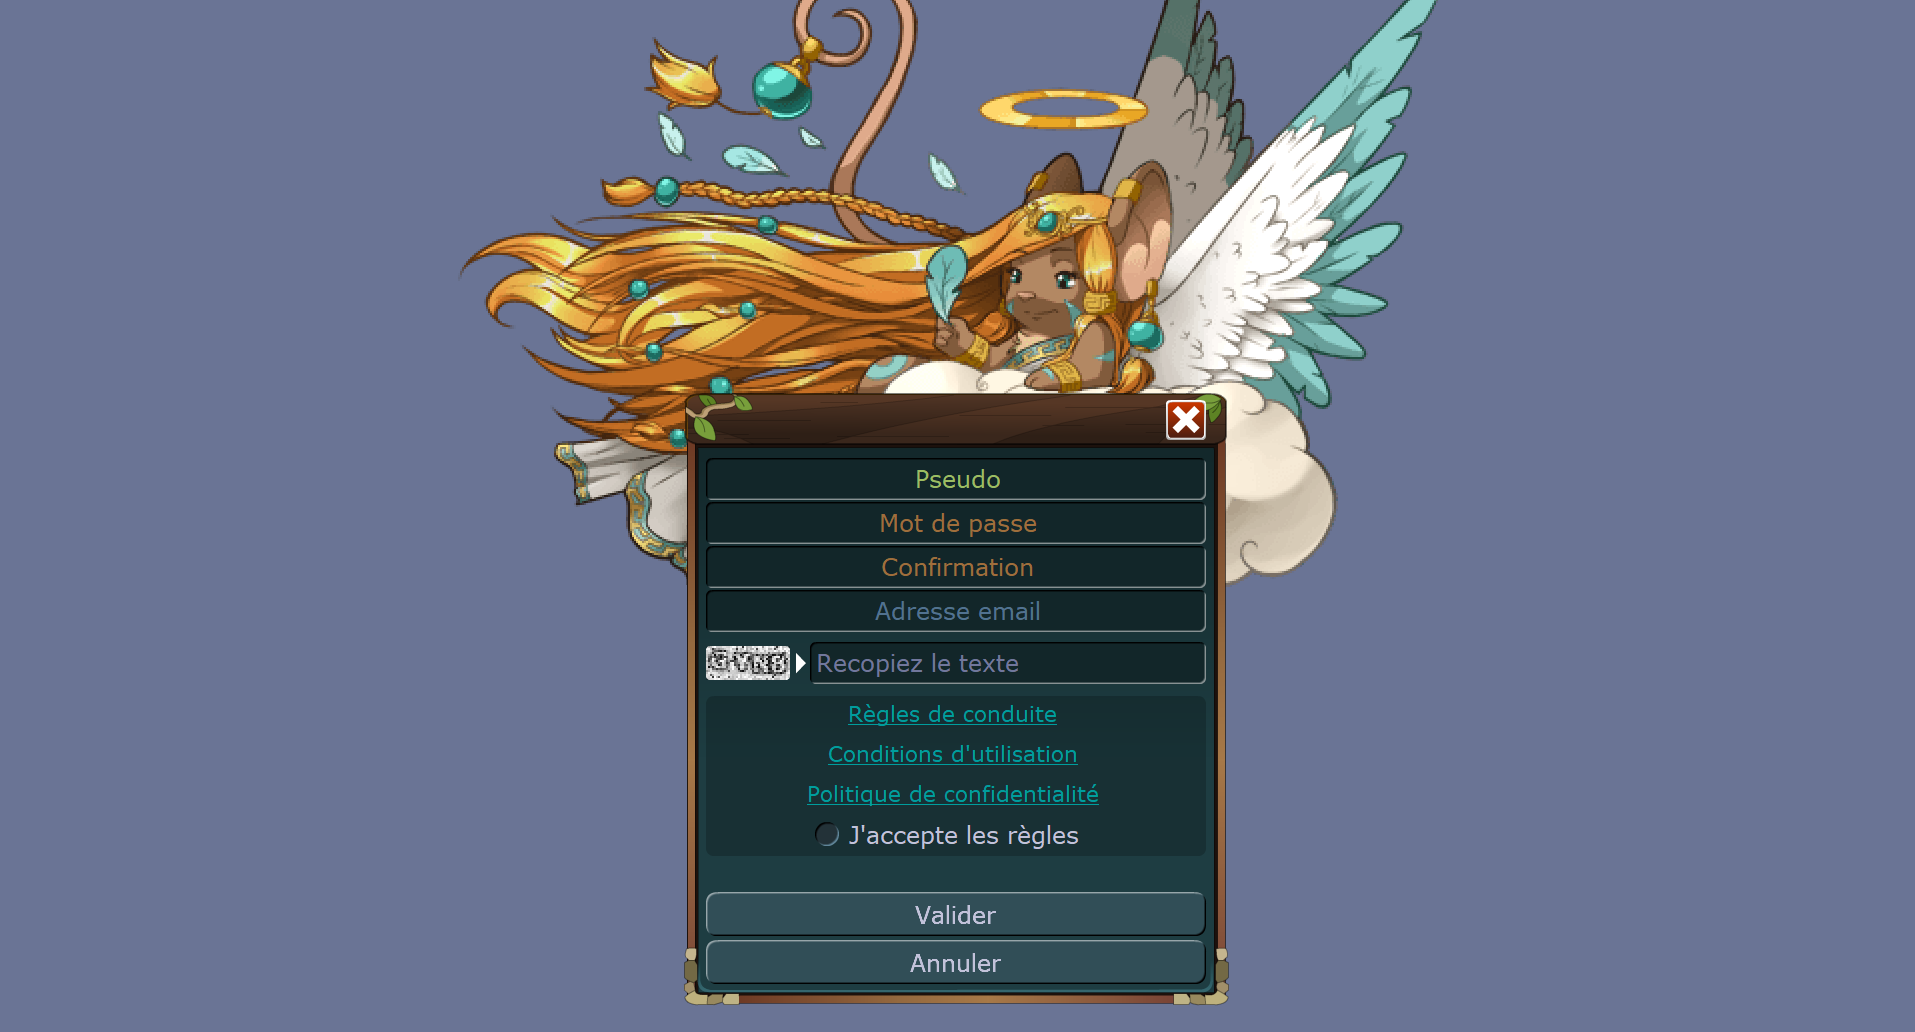 Pseudo
Mot de passe
Confirmation
Adresse email
Recopiez le texte
Règles de conduite
Conditions d'utilisation
Politique de confidentialité
J'accepte les règles
Valider
Annuler